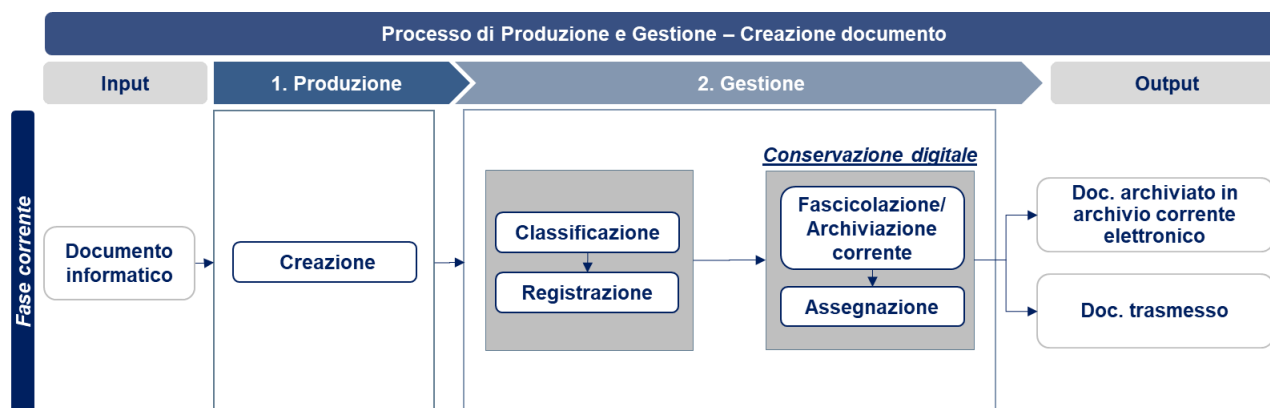 Processo di Produzione e Gestione – Creazione documento
Input
1. Produzione
2. Gestione
Output
Fase corrente
Documento
informatico
Creazione
Classificazione
Registrazione
Conservazione digitale
Fascicolazione/
Archiviazione
corrente
Assegnazione
Doc. archiviato in
archivio corrente
elettronico
Doc. trasmesso